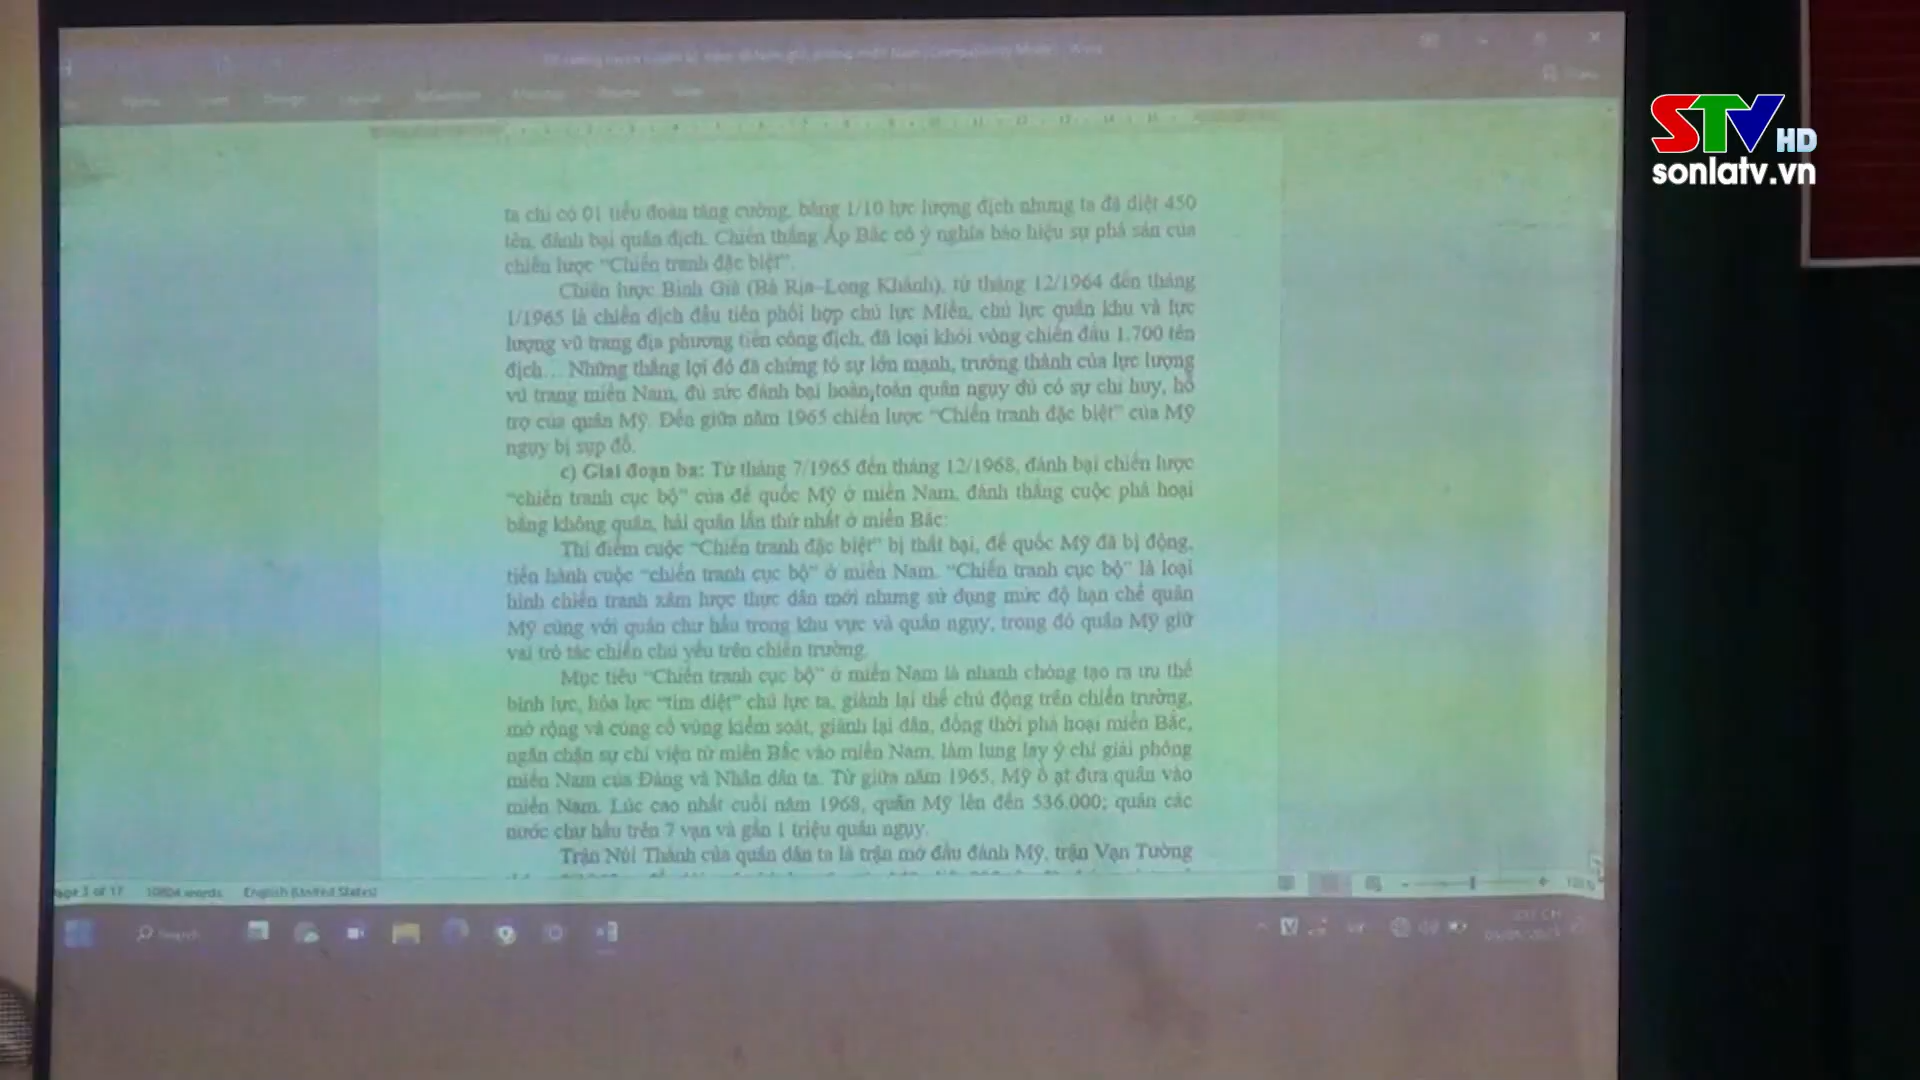 STV HD
sonlatv.vn
ta chỉ có 01 tiểu đoàn tăng cường, bằng 1/10 lực lượng địch nhưng ta đã diệt 450
tên, đánh bại quân địch. Chiến thắng Ấp Bắc có ý nghĩa báo hiệu sự phá sản của
chiến lược “Chiến tranh đặc biệt”.
Chiến lược Bình Giã (Bà Rịa–Long Khánh), từ tháng 12/1964 đến tháng
1/1965 là chiến dịch đầu tiên phối hợp chủ lực Miền, chủ lực quân khu và lực
lượng vũ trang địa phương tiến công địch, đã loại khỏi vòng chiến đấu 1.700 tên
địch… Những thắng lợi đó đã chứng tỏ sự lớn mạnh, trưởng thành của lực lượng
vũ trang miền Nam, đủ sức đánh bại hoàn toàn quân ngụy dù có sự chỉ huy, hỗ
trợ của quân Mỹ. Đến giữa năm 1965 chiến lược “Chiến tranh đặc biệt” của Mỹ
ngụy bị sụp đổ.
c) Giai đoạn ba: Từ tháng 7/1965 đến tháng 12/1968, đánh bại chiến lược
“chiến tranh cục bộ” của đế quốc Mỹ ở miền Nam, đánh thắng cuộc phá hoại
bằng không quân, hải quân lần thứ nhất ở miền Bắc:
Thí điểm cuộc “Chiến tranh đặc biệt” bị thất bại, đế quốc Mỹ đã bị động,
tiến hành cuộc “chiến tranh cục bộ” ở miền Nam. “Chiến tranh cục bộ” là loại
hình chiến tranh xâm lược thực dân mới nhưng sử dụng mức độ hạn chế quân
Mỹ cùng với quân chư hầu trong khu vực và quân ngụy, trong đó quân Mỹ giữ
vai trò tác chiến chủ yếu trên chiến trường.
Mục tiêu “Chiến tranh cục bộ” ở miền Nam là nhanh chóng tạo ra ưu thế
binh lực, hỏa lực “tìm diệt” chủ lực ta, giành lại thế chủ động trên chiến trường,
mở rộng và củng cố vùng kiểm soát, giành lại dân, đồng thời phá hoại miền Bắc,
ngăn chặn sự chi viện từ miền Bắc vào miền Nam, làm lung lay ý chí giải phóng
miền Nam của Đảng và Nhân dân ta. Từ giữa năm 1965, Mỹ ồ ạt đưa quân vào
miền Nam. Lúc cao nhất cuối năm 1968, quân Mỹ lên đến 536.000; quân các
nước chư hầu trên 7 vạn và gần 1 triệu quân ngụy.
Trận Núi Thành của quân dân ta là trận mở đầu đánh Mỹ, trận Vạn Tường
10804 words English (United States)
Search